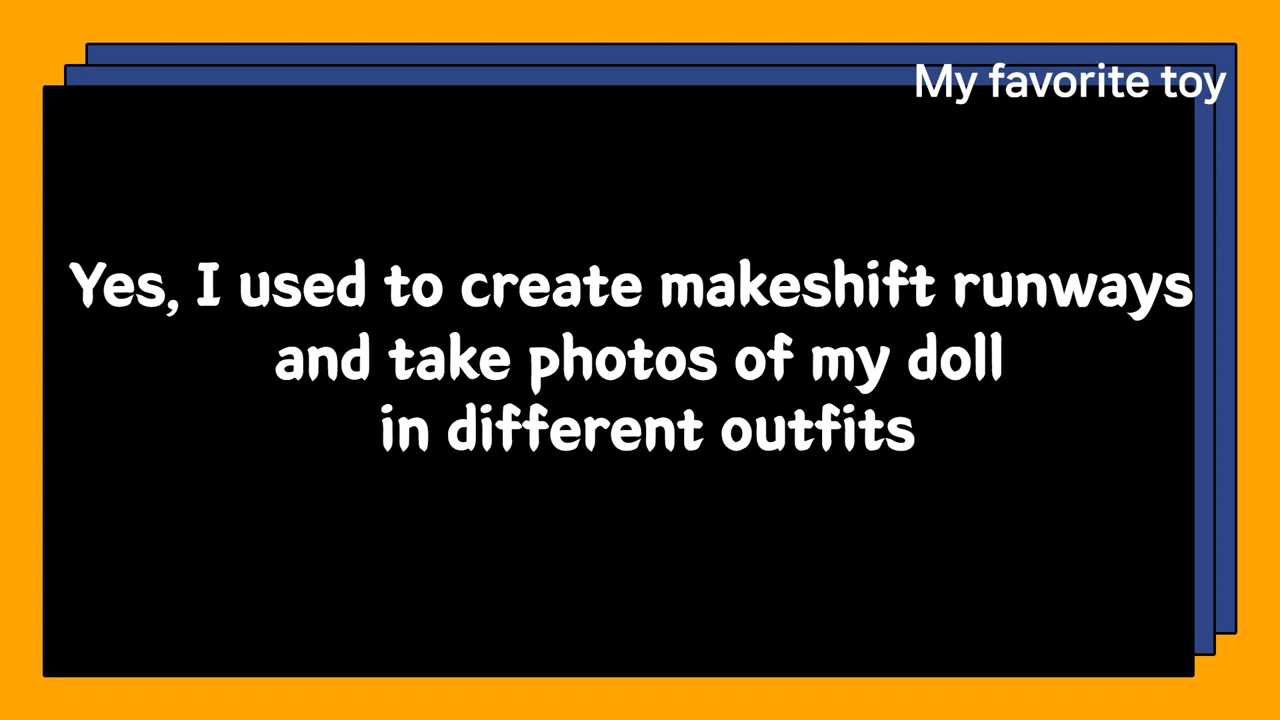 My favorite toy
Yes, I used to create makeshift runways
and take photos of my doll
in different outfits